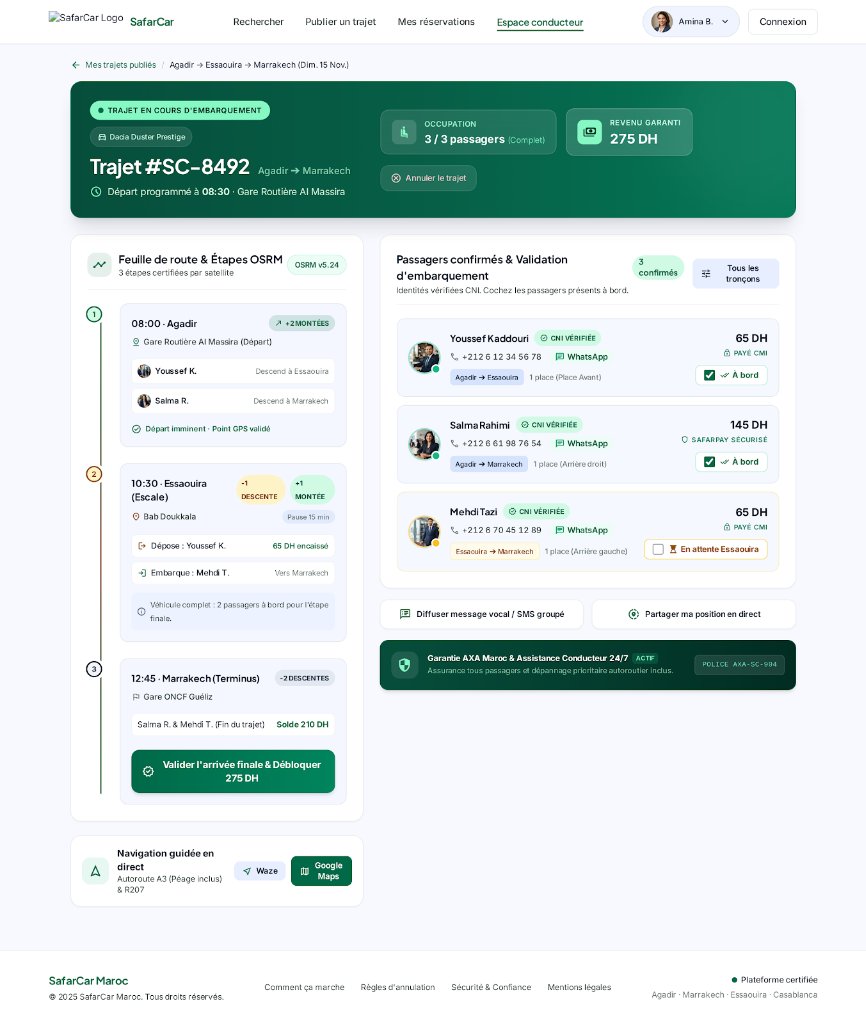 SafarCar Logo
SafarCar
Rechercher
Publier un trajet
Mes réservations
Espace conducteur
Amina B.
Connexion
Mes trajets publiés / Agadir → Essaouira → Marrakech (Dim. 15 Nov.)
TRAJET EN COURS D'EMBARQUEMENT
Dacia Duster Prestige
Trajet #SC-8492 Agadir → Marrakech
Départ programmé à 08:30 · Gare Routière Al Massira
OCCUPATION
3 / 3 passagers (Complet)
REVENU GARANTI
275 DH
Annuler le trajet
Feuille de route & Étapes OSRM
3 étapes certifiées par satellite
OSRM v5.24
1
08:00 · Agadir
+2 MONTÉES
Gare Routière Al Massira (Départ)
Youssef K.
Descend à Essaouira
Salma R.
Descend à Marrakech
Départ imminent · Point GPS validé
2
10:30 · Essaouira
(Escale)
-1
DESCENTE
+1
MONTÉE
Bab Doukkala
Pause 15 min
Dépose : Youssef K.
65 DH encaissé
Embarque : Mehdi T.
Vers Marrakech
Véhicule complet : 2 passagers à bord pour l'étape
finale.
3
12:45 · Marrakech (Terminus)
-2 DESCENTES
Gare ONCF Guéliz
Salma R. & Mehdi T. (Fin du trajet)
Solde 210 DH
Valider l'arrivée finale & Débloquer
275 DH
Navigation guidée en
direct
Autoroute A3 (Péage inclus)
& R207
Waze
Google
Maps
Passagers confirmés & Validation
d'embarquement
Identités vérifiées CNI. Cochez les passagers présents à bord.
3
confirmés
Tous les
tronçons
Youssef Kaddouri
CNI VÉRIFIÉE
+212 6 12 34 56 78
WhatsApp
Agadir → Essaouira
1 place (Place Avant)
65 DH
PAYÉ CMI
À bord
Salma Rahimi
CNI VÉRIFIÉE
+212 6 61 98 76 54
WhatsApp
Agadir → Marrakech
1 place (Arrière droit)
145 DH
SAFARPAY SÉCURISÉ
À bord
Mehdi Tazi
CNI VÉRIFIÉE
+212 6 70 45 12 89
WhatsApp
Essaouira → Marrakech
1 place (Arrière gauche)
65 DH
PAYÉ CMI
En attente Essaouira
Diffuser message vocal / SMS groupé
Partager ma position en direct
Garantie AXA Maroc & Assistance Conducteur 24/7
ACTIF
Assurance tous passagers et dépannage prioritaire autoroutier inclus.
POLICE AXA-SC-904
SafarCar Maroc
© 2025 SafarCar Maroc. Tous droits réservés.
Comment ça marche
Règles d'annulation
Sécurité & Confiance
Mentions légales
Plateforme certifiée
Agadir · Marrakech · Essaouira · Casablanca